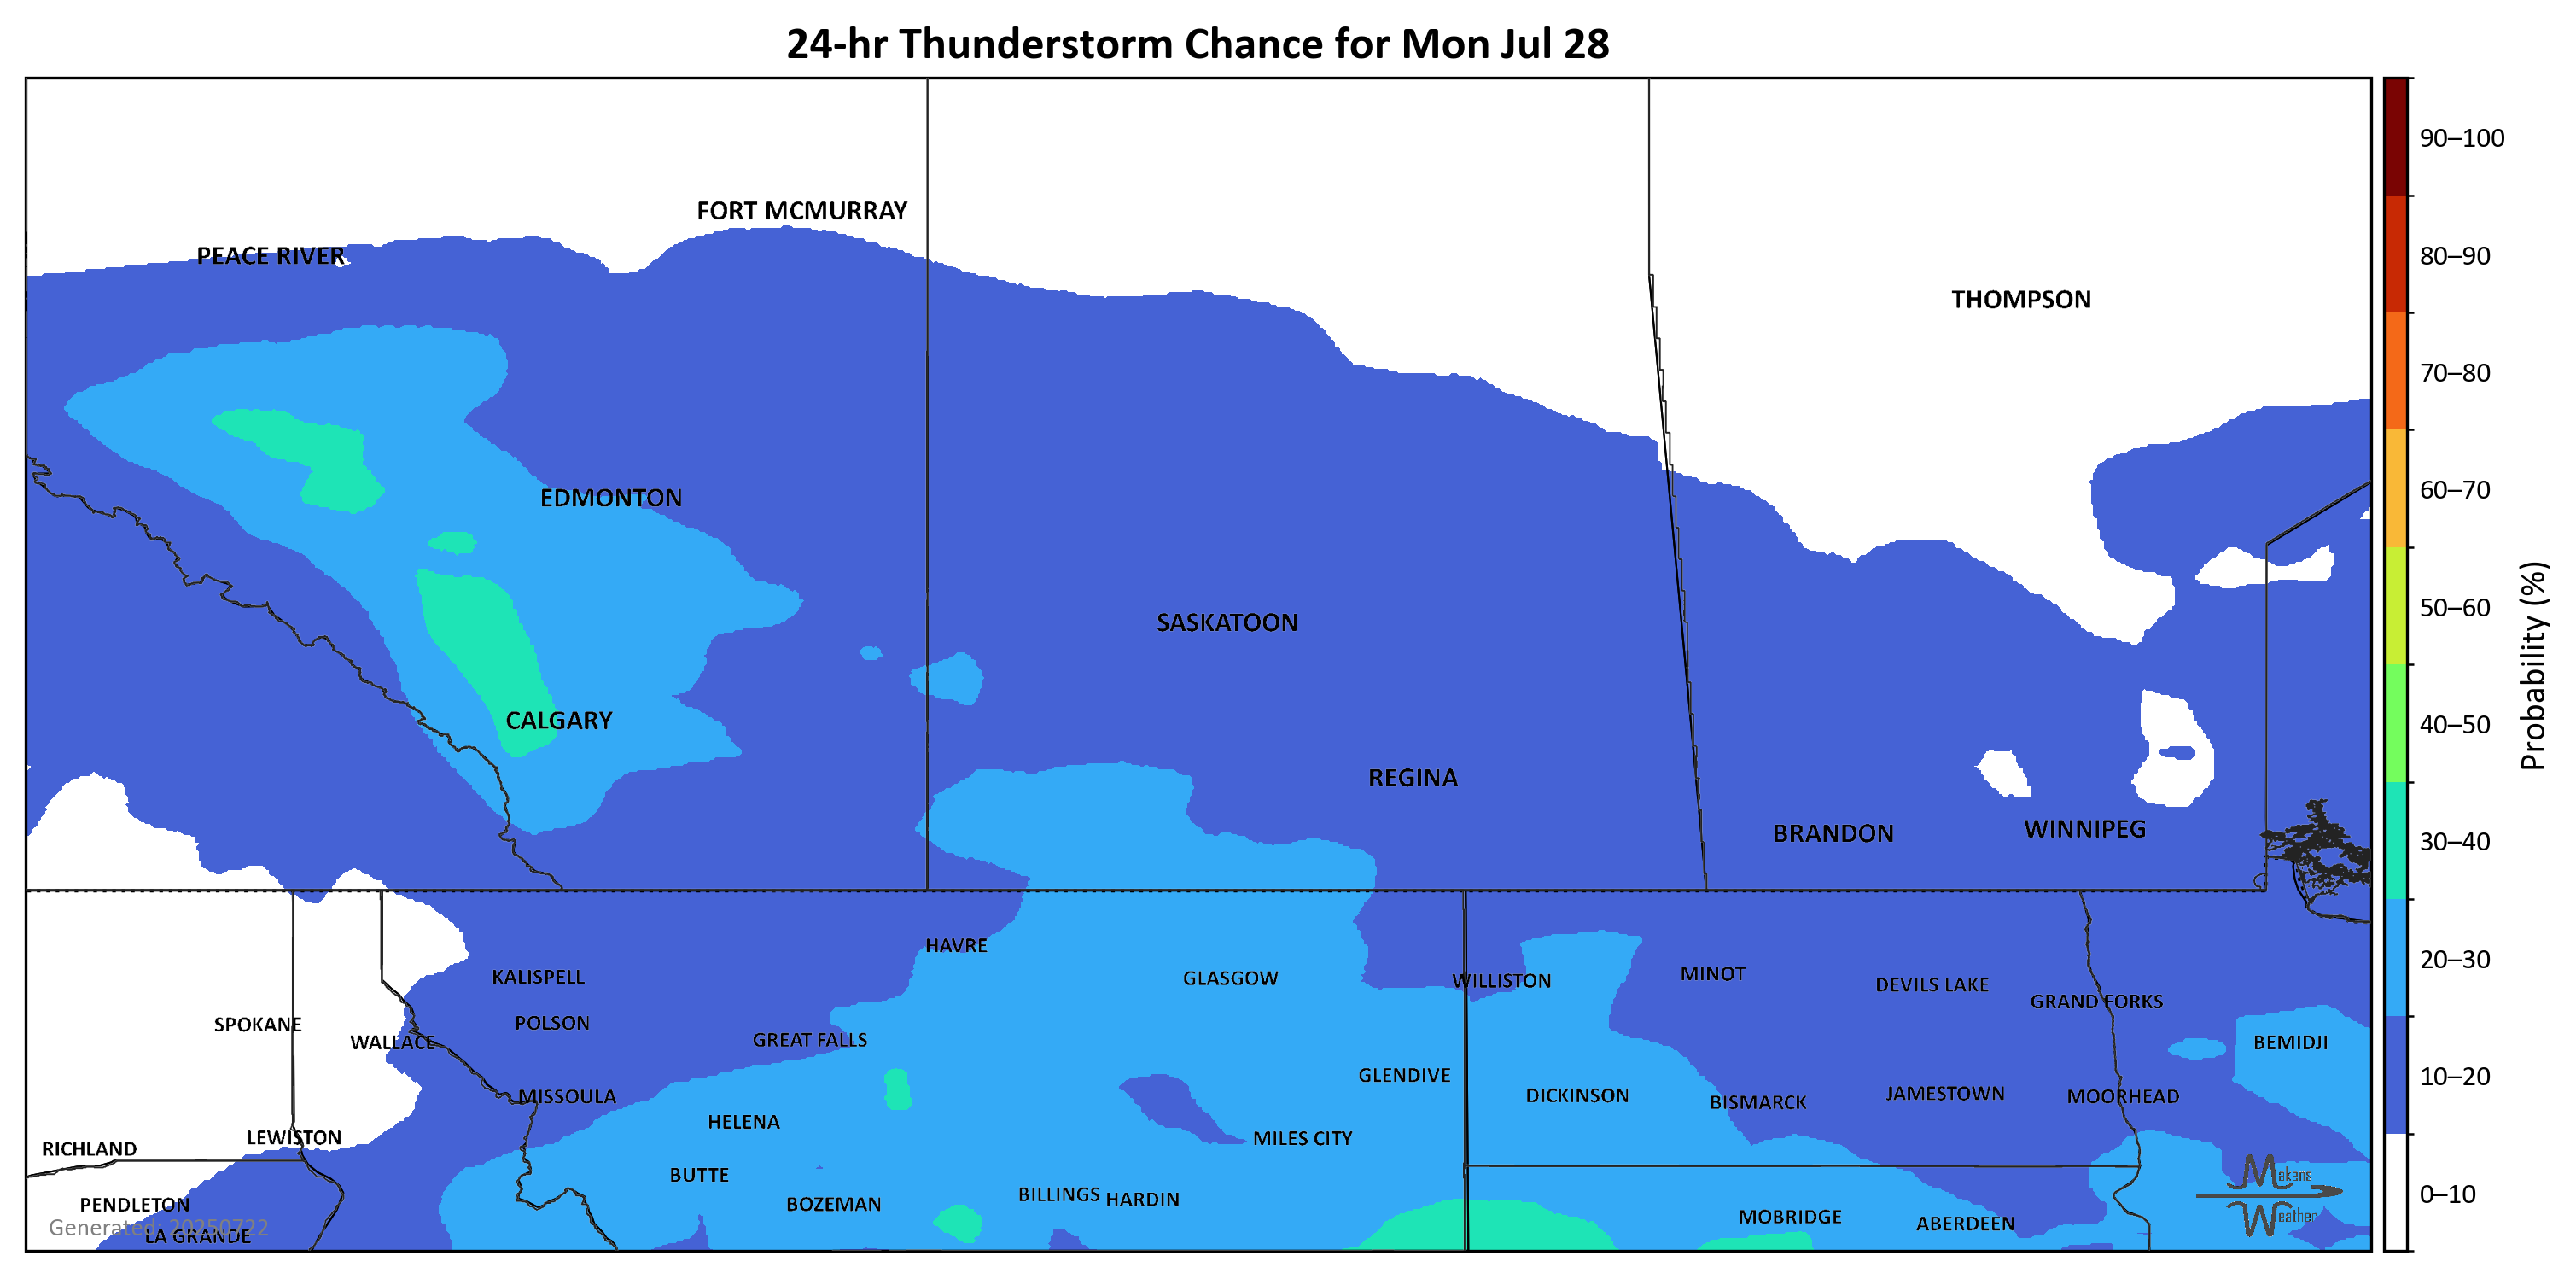 24-hr Thunderstorm Chance for Mon Jul 28
90–100
FORT MCMURRAY
PEACE RIVER
80–90
THOMPSON
70–80
EDMONTON
60–70
SASKATOON
50–60
Probability (%)
CALGARY
40–50
REGINA
BRANDON
WINNIPEG
30–40
HAVRE
KALISPELL
GLASGOW
WILLISTON
MINOT
DEVILS LAKE
20–30
GRAND FORKS
SPOKANE
POLSON
WALLACE
GREAT FALLS
BEMIDJI
GLENDIVE
10–20
MISSOULA
DICKINSON
BISMARCK
JAMESTOWN
MOORHEAD
HELENA
LEWISTON
MILES CITY
RICHLAND
BUTTE
Makens
BILLINGS
HARDIN
0–10
PENDLETON
BOZEMAN
MOBRIDGE
ABERDEEN
Weather
Generated: 20250722
LA GRANDE